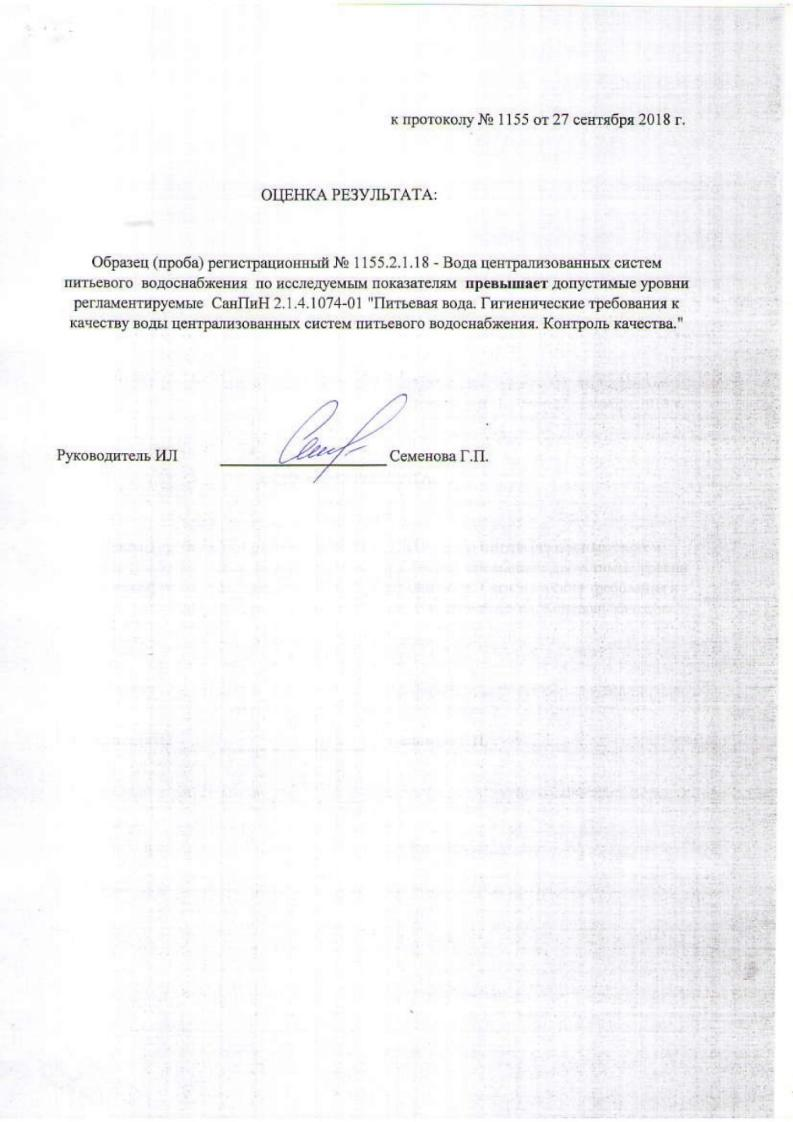 к протоколу № 1155 от 27 сентября 2018 г.
ОЦЕНКА РЕЗУЛЬТАТА:
Образец (проба) регистрационный № 1155.2.1.18 - Вода централизованных систем
питьевого водоснабжения по исследуемым показателям превышает допустимые уровни
регламентируемые СанПиН 2.1.4.1074-01 "Питьевая вода. Гигиенические требования к
качеству воды централизованных систем питьевого водоснабжения. Контроль качества."
Руководитель ИЛ Семенова Г.П.